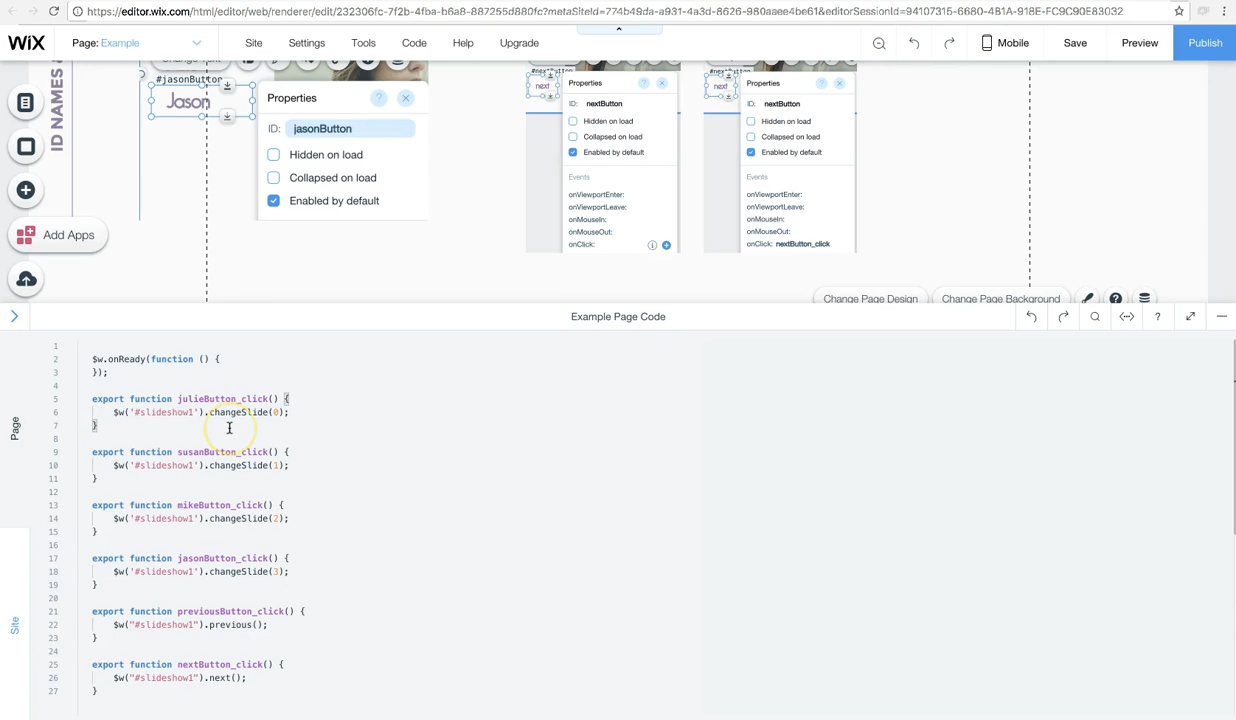 https://editor.wix.com/html/editor/web/renderer/edit/232306fc-7f2b-4fba-b6a8-887255d880fc?metaSiteId=774b49da-a931-4a3d-8626-980aaee4be61&editorSessionId=94107315-6680-4B1A-918E-FC9C90E83032
WiX
Page: Example
Site
Settings
Tools
Code
Help
Upgrade
Mobile
Save
Preview
Publish
ID NAMES
#jasonButton
Jason
Properties
?
ID: jasonButton
Hidden on load
Collapsed on load
Enabled by default
#nextButton
next
Properties
?
ID: nextButton
Hidden on load
Collapsed on load
Enabled by default
Events
onViewportEnter:
onViewportLeave:
onMouseIn:
onMouseOut:
onClick:
#nextButton
next
Properties
?
ID: nextButton
Hidden on load
Collapsed on load
Enabled by default
Events
onViewportEnter:
onViewportLeave:
onMouseIn:
onMouseOut:
onClick: nextButton_click
Add Apps
Change Page Design
Change Page Background
?
Example Page Code
?
Page
Site
1
2 $w.onReady(function () {
3 });
4
5 export function julieButton_click() {
6 $w('#slideshow1').changeSlide(0);
7 }
8
9 export function susanButton_click() {
10 $w('#slideshow1').changeSlide(1);
11 }
12
13 export function mikeButton_click() {
14 $w('#slideshow1').changeSlide(2);
15 }
16
17 export function jasonButton_click() {
18 $w('#slideshow1').changeSlide(3);
19 }
20
21 export function previousButton_click() {
22 $w("#slideshow1").previous();
23 }
24
25 export function nextButton_click() {
26 $w("#slideshow1").next();
27 }